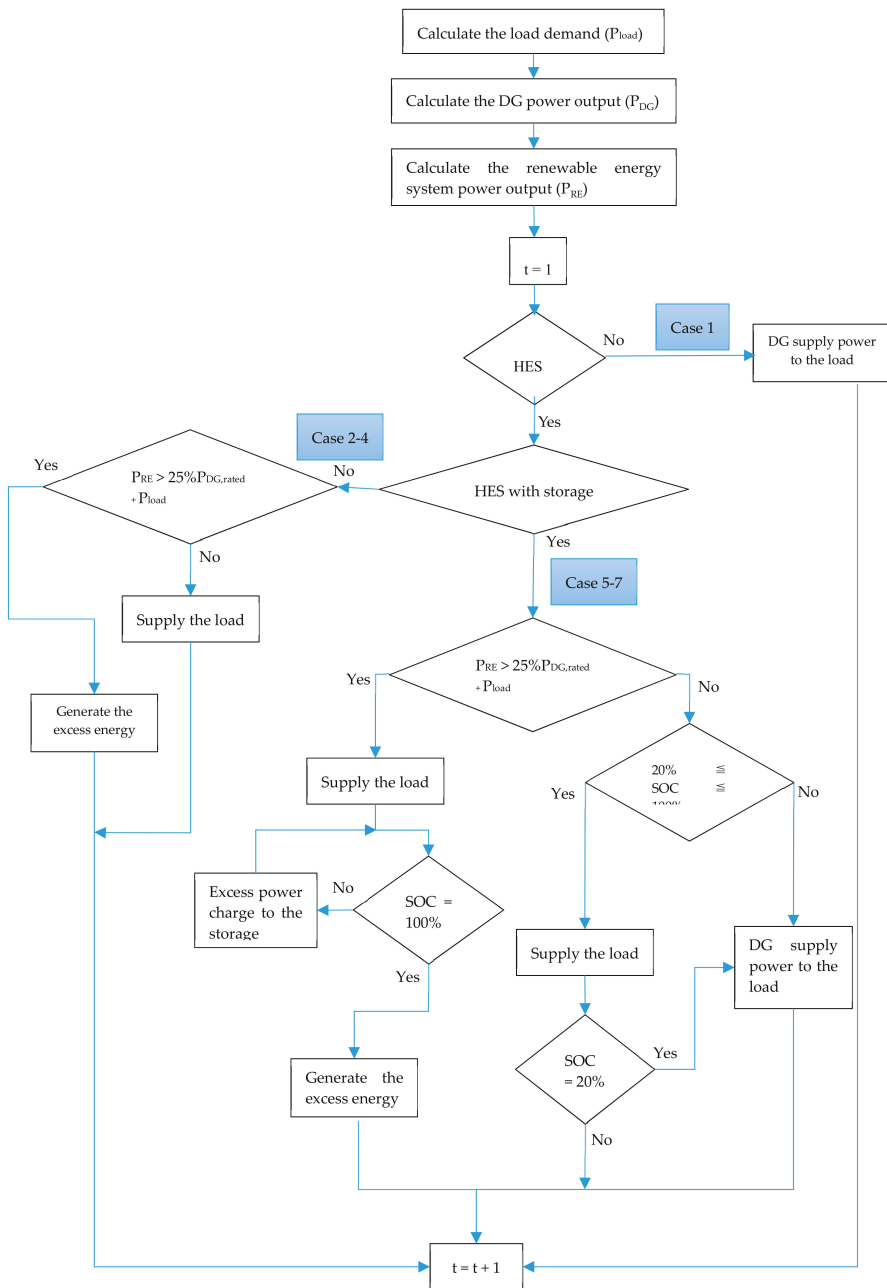 Calculate the load demand (Pload)
Calculate the DG power output (PDG)
Calculate the renewable energy
system power output (PRE)
t = 1
HES
No
Case 1
DG supply power
to the load
Yes
Case 2-4
No
HES with storage
Yes
PRE > 25%PDG,rated
+ Pload
Yes
No
Supply the load
Generate the
excess energy
Case 5-7
PRE > 25%PDG,rated
+ Pload
Yes
No
Supply the load
20% ≦
SOC ≦
100%
Yes
No
Excess power
charge to the
storage
No
SOC =
100%
Yes
Supply the load
DG supply
power to the
load
Generate the
excess energy
SOC
= 20%
Yes
No
t = t + 1